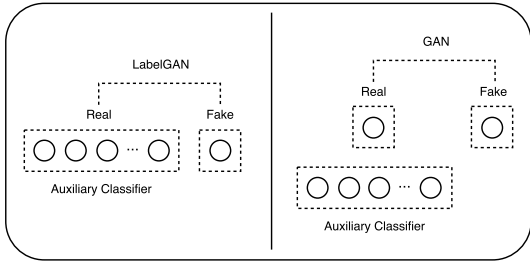 LabelGAN
Real Fake
...
Auxiliary Classifier
GAN
Real Fake
...
Auxiliary Classifier